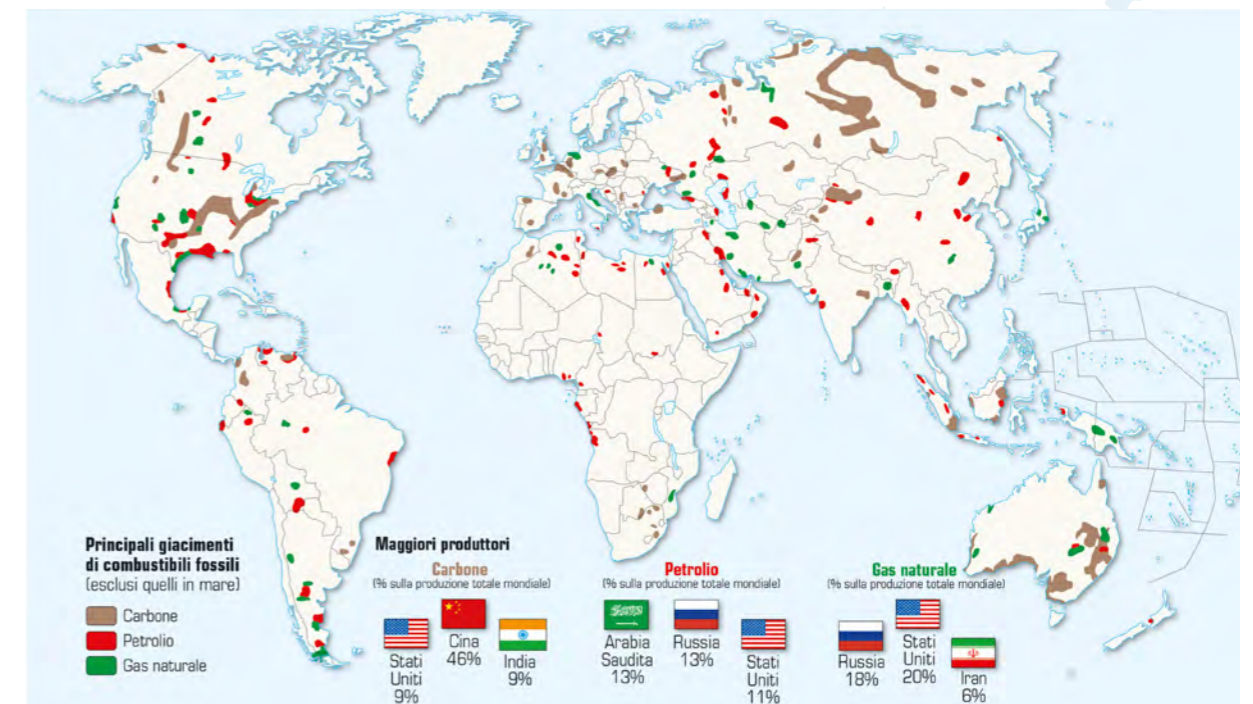 Principali giacimenti
di combustibili fossili
(esclusi quelli in mare)
Carbone
Petrolio
Gas naturale
Maggiori produttori
Carbone
(% sulla produzione totale mondiale)
Stati
Uniti
9%
Cina
46%
India
9%
Petrolio
(% sulla produzione totale mondiale)
Arabia
Saudita
13%
Russia
13%
Stati
Uniti
11%
Gas naturale
(% sulla produzione totale mondiale)
Russia
18%
Stati
Uniti
20%
Iran
6%